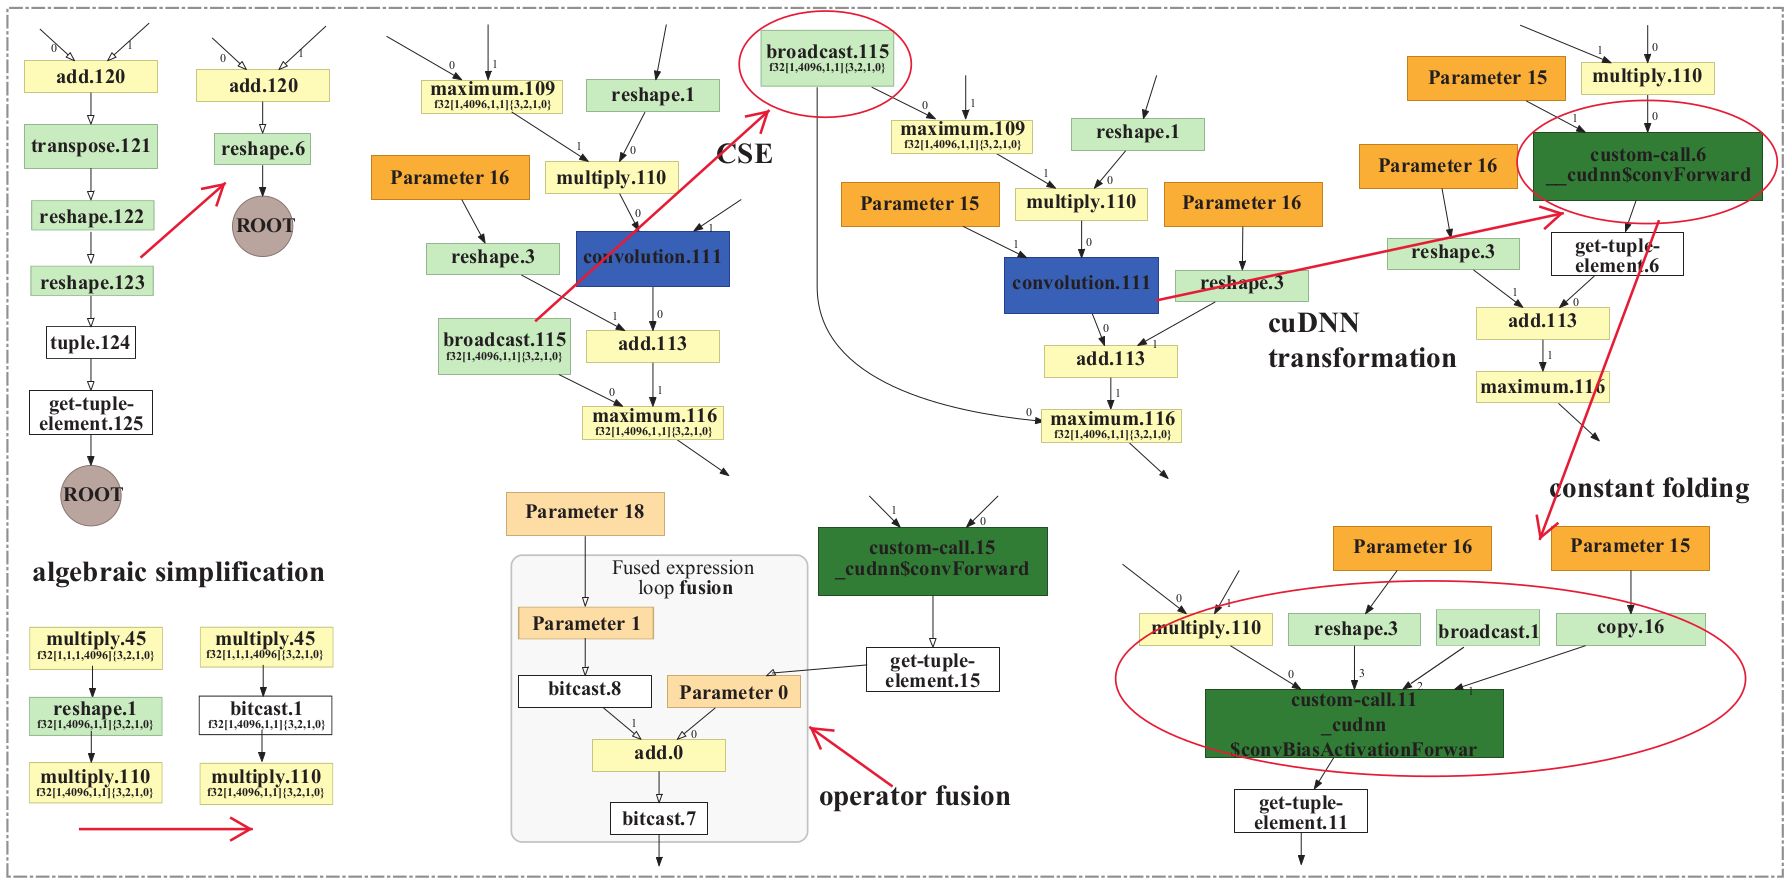 0
1
add.120
transpose.121
reshape.122
reshape.123
tuple.124
get-tuple-
element.125
ROOT
0
1
add.120
reshape.6
ROOT
algebraic simplification
multiply.45
f32[1,1,1,4096]{3,2,1,0}
reshape.1
f32[1,4096,1,1]{3,2,1,0}
multiply.110
f32[1,4096,1,1]{3,2,1,0}
multiply.45
f32[1,1,1,4096]{3,2,1,0}
bitcast.1
f32[1,4096,1,1]{3,2,1,0}
multiply.110
f32[1,4096,1,1]{3,2,1,0}
0
1
maximum.109
f32[1,4096,1,1]{3,2,1,0}
reshape.1
1
0
Parameter 16
multiply.110
0
1
reshape.3
convolution.111
1
0
broadcast.115
f32[1,4096,1,1]{3,2,1,0}
add.113
0
1
maximum.116
f32[1,4096,1,1]{3,2,1,0}
CSE
broadcast.115
f32[1,4096,1,1]{3,2,1,0}
0
1
maximum.109
f32[1,4096,1,1]{3,2,1,0}
reshape.1
1
0
Parameter 15
multiply.110
Parameter 16
1
0
convolution.111
reshape.3
0
1
add.113
1
0
maximum.116
f32[1,4096,1,1]{3,2,1,0}
cuDNN
transformation
1
0
Parameter 15
multiply.110
1
0
Parameter 16
custom-call.6
__cudnn$convForward
reshape.3
get-tuple-
element.6
1
0
add.113
1
maximum.116
constant folding
Parameter 18
Fused expression
loop fusion
Parameter 1
bitcast.8
Parameter 0
1
0
add.0
bitcast.7
1
0
custom-call.15
_cudnn$convForward
get-tuple-
element.15
operator fusion
Parameter 16
Parameter 15
0
1
multiply.110
reshape.3
broadcast.1
copy.16
0
3
2
1
custom-call.11
_cudnn
$convBiasActivationForwar
get-tuple-
element.11